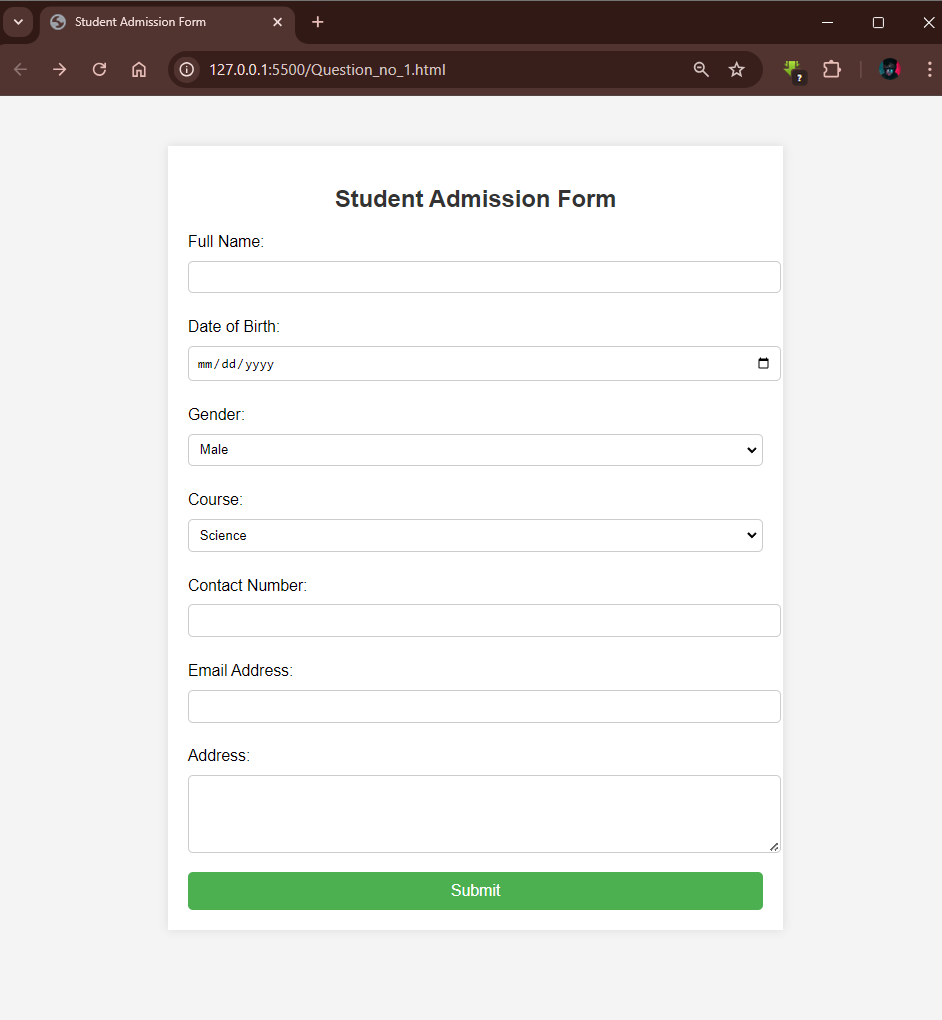 Student Admission Form
127.0.0.1:5500/Question_no_1.html
?
Student Admission Form
Full Name:
Date of Birth:
mm/dd/yyyy
Gender:
Male
Course:
Science
Contact Number:
Email Address:
Address:
Submit